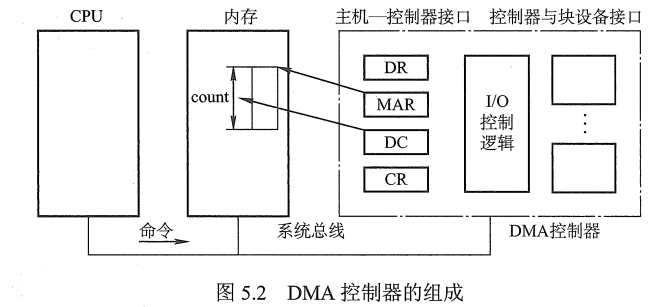 CPU
内存
主机—控制器接口
控制器与块设备接口
count
DR
MAR
DC
CR
I/O
控制
逻辑
⋮
命令
系统总线
DMA控制器
图 5.2 DMA 控制器的组成